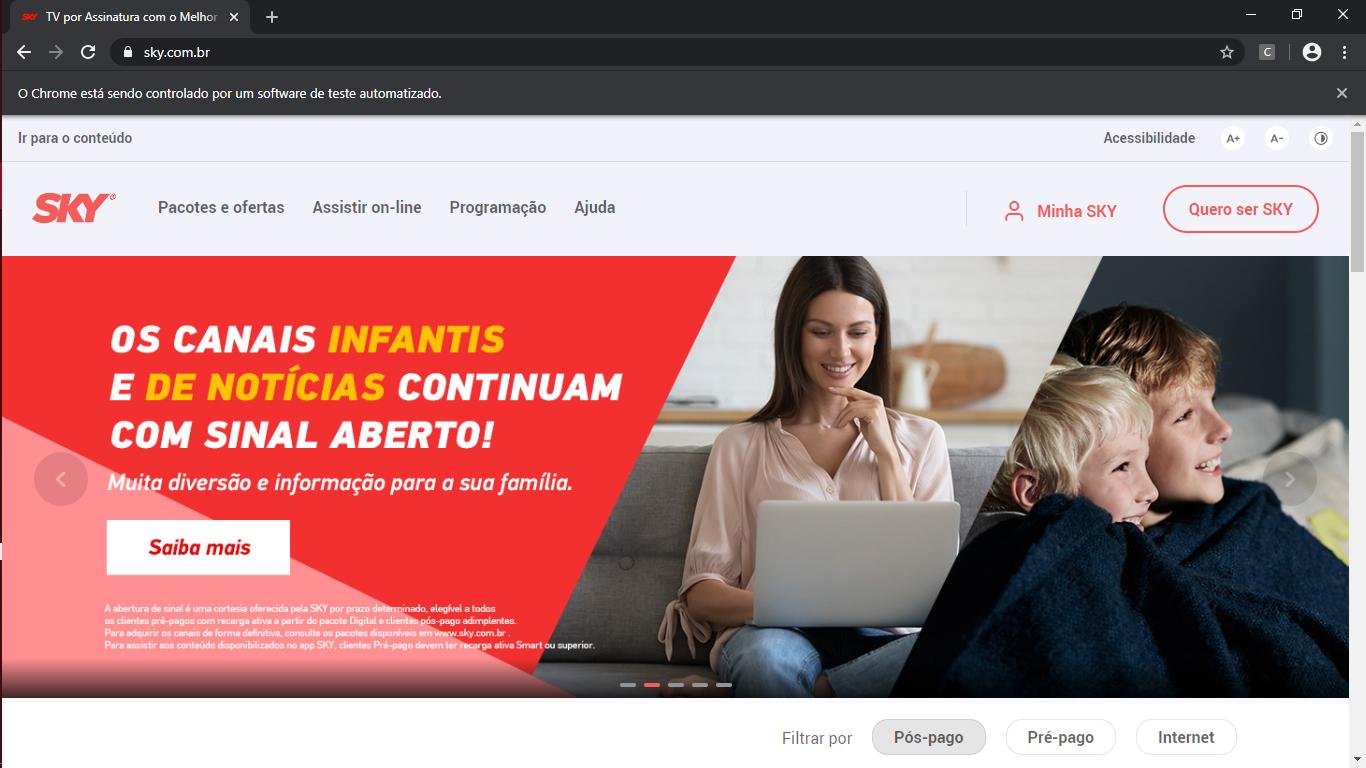 SKY TV por Assinatura com o Melhor
sky.com.br
C
O Chrome está sendo controlado por um software de teste automatizado.
Ir para o conteúdo
Acessibilidade A+ A-
SKY
Pacotes e ofertas Assistir on-line Programação Ajuda
Minha SKY
Quero ser SKY
OS CANAIS INFANTIS
E DE NOTÍCIAS CONTINUAM
COM SINAL ABERTO!
Muita diversão e informação para a sua família.
Saiba mais
A abertura de sinal é uma cortesia oferecida pela SKY por prazo determinado, elegível a todos
os clientes pré-pagos com recarga ativa a partir do pacote Digital e clientes pós-pago adimplentes.
Para adquirir os canais de forma definitiva, consulte os pacotes disponíveis em www.sky.com.br .
Para assistir aos conteúdo disponibilizados no app SKY, clientes Pré-pago devem ter recarga ativa Smart ou superior.
Filtrar por Pós-pago Pré-pago Internet